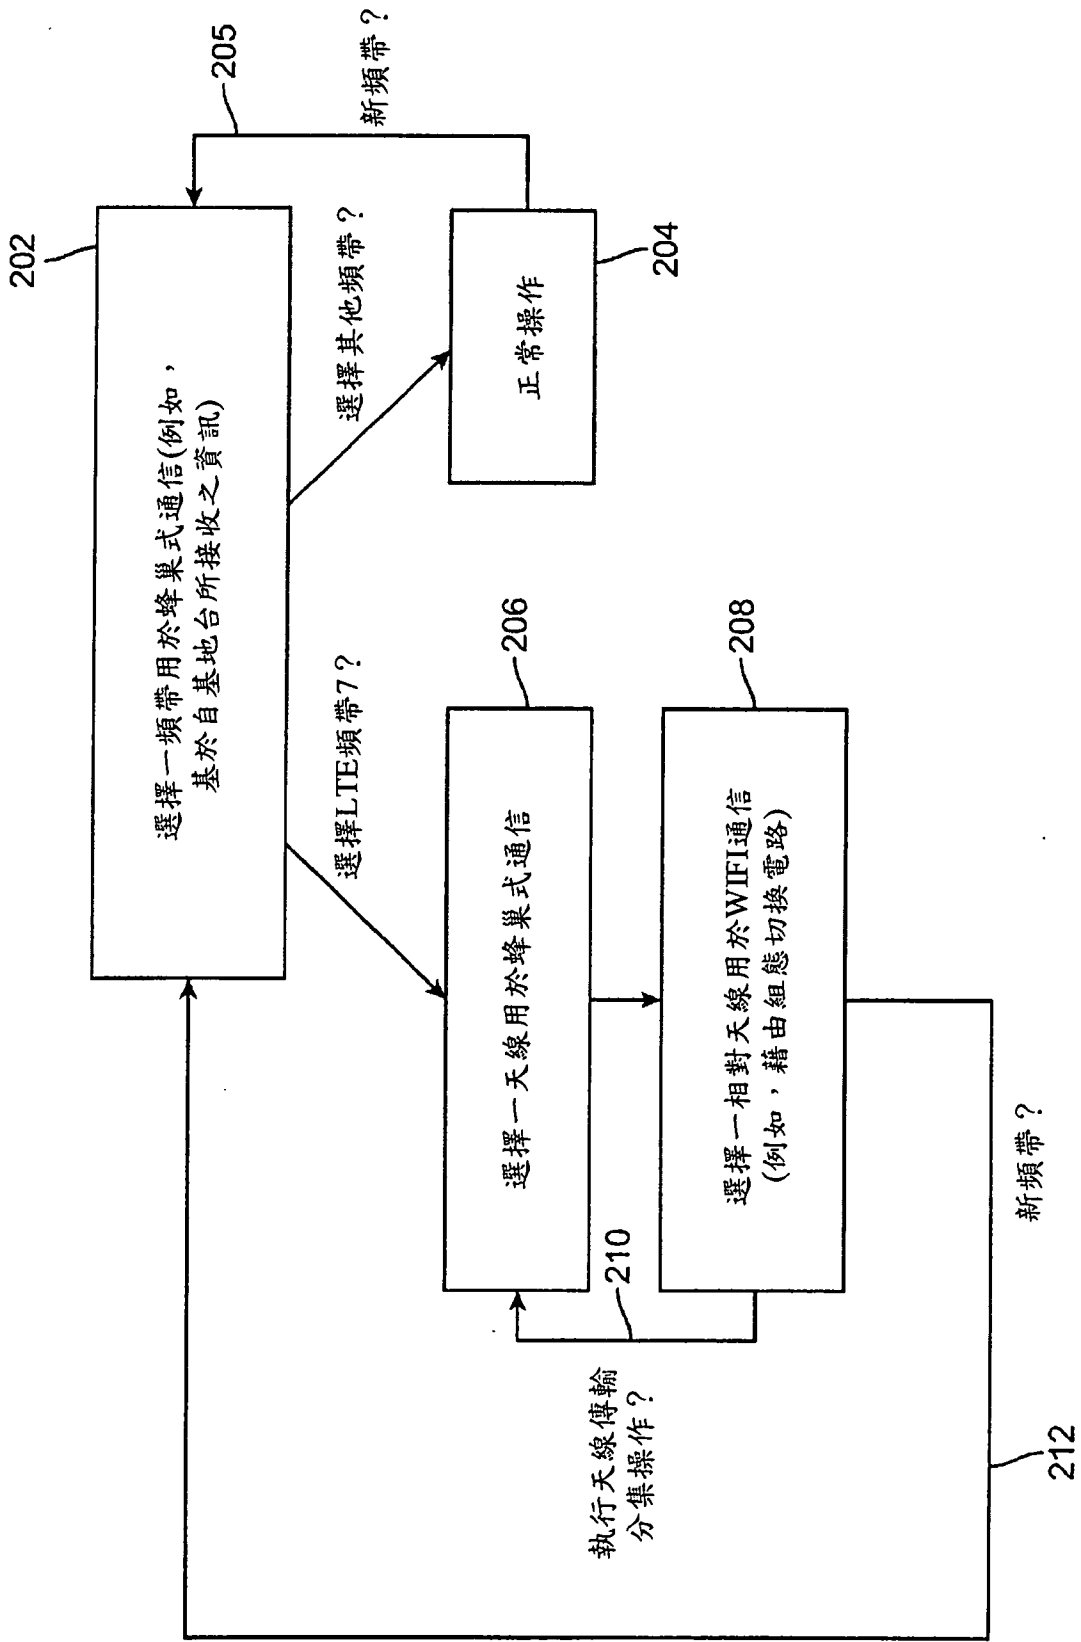 202
選擇一頻帶用於蜂巢式通信(例如，
基於自基地台所接收之資訊)
205
新頻帶？
選擇其他頻帶？
選擇LTE頻帶7？
正常操作
204
選擇一天線用於蜂巢式通信
206
選擇一相對天線用於WIFI通信
(例如，藉由組態切換電路)
208
210
執行天線傳輸
分集操作？
新頻帶？
212